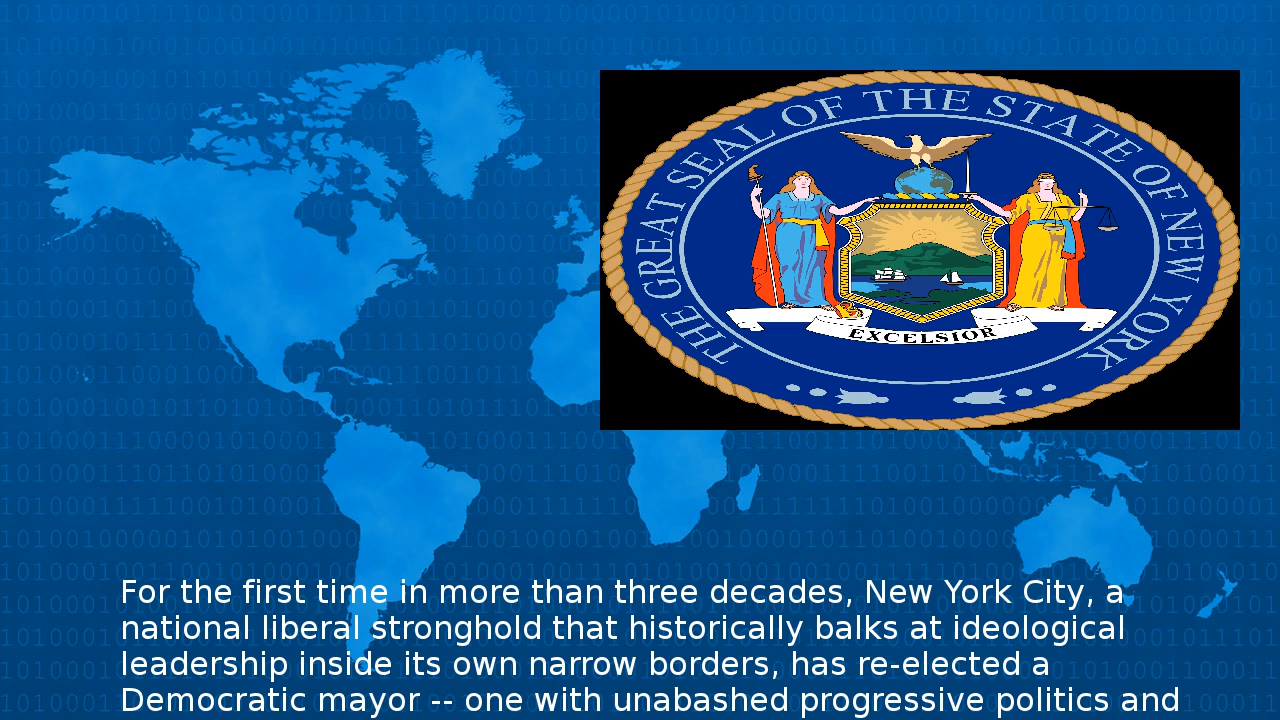 THE GREAT SEAL OF THE STATE OF NEW YORK
EXCELSIOR
For the first time in more than three decades, New York City, a
national liberal stronghold that historically balks at ideological
leadership inside its own narrow borders, has re-elected a
Democratic mayor -- one with unabashed progressive politics and